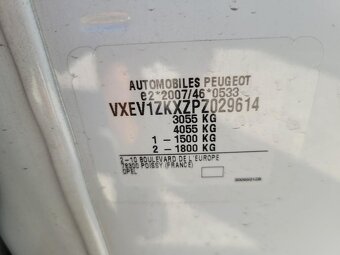 AUTOMOBILES PEUGEOT
e2*2007/46*0533
VXEV1ZKXZPZ029614
3055 KG
4055 KG
1 - 1500 KG
2 - 1800 KG
2-10 BOULEVARD DE L'EUROPE
78300 POISSY (FRANCE)
OPEL